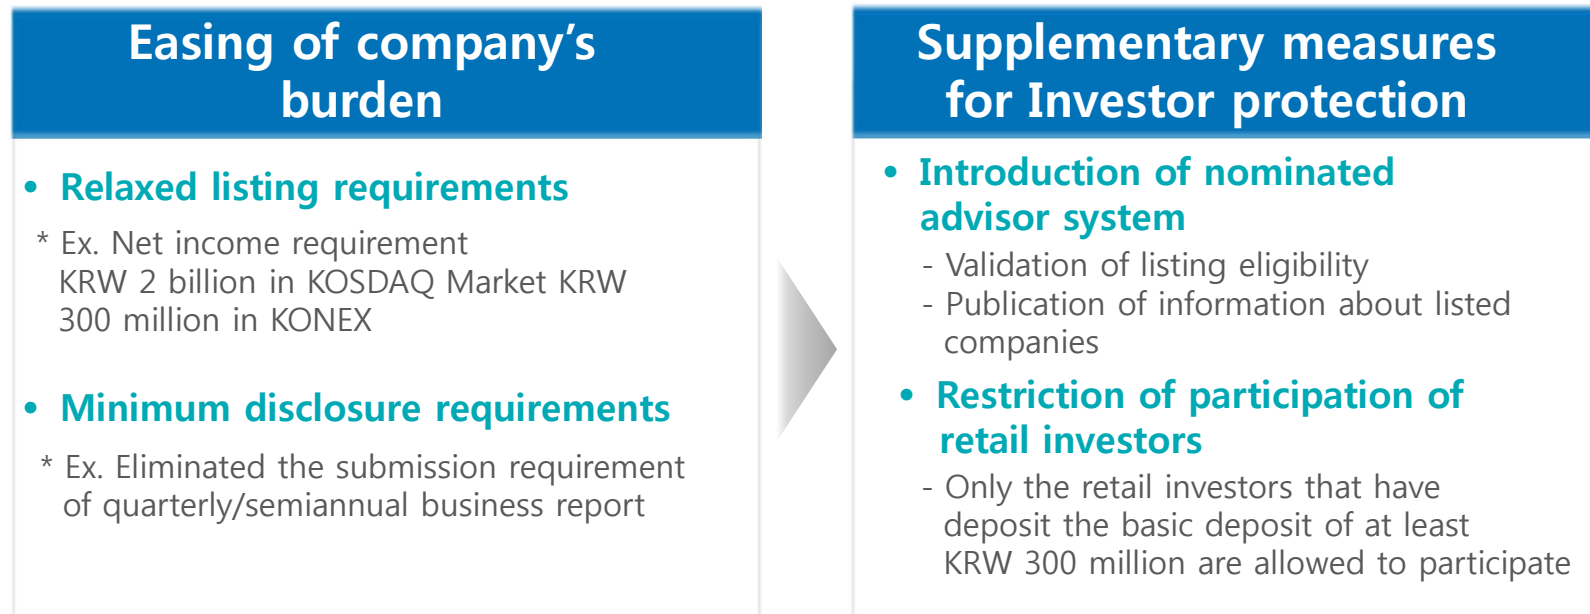 Easing of company's
burden
• Relaxed listing requirements
* Ex. Net income requirement
KRW 2 billion in KOSDAQ Market KRW
300 million in KONEX
• Minimum disclosure requirements
* Ex. Eliminated the submission requirement
of quarterly/semiannual business report
Supplementary measures
for Investor protection
• Introduction of nominated
advisor system
- Validation of listing eligibility
- Publication of information about listed
companies
• Restriction of participation of
retail investors
- Only the retail investors that have
deposit the basic deposit of at least
KRW 300 million are allowed to participate